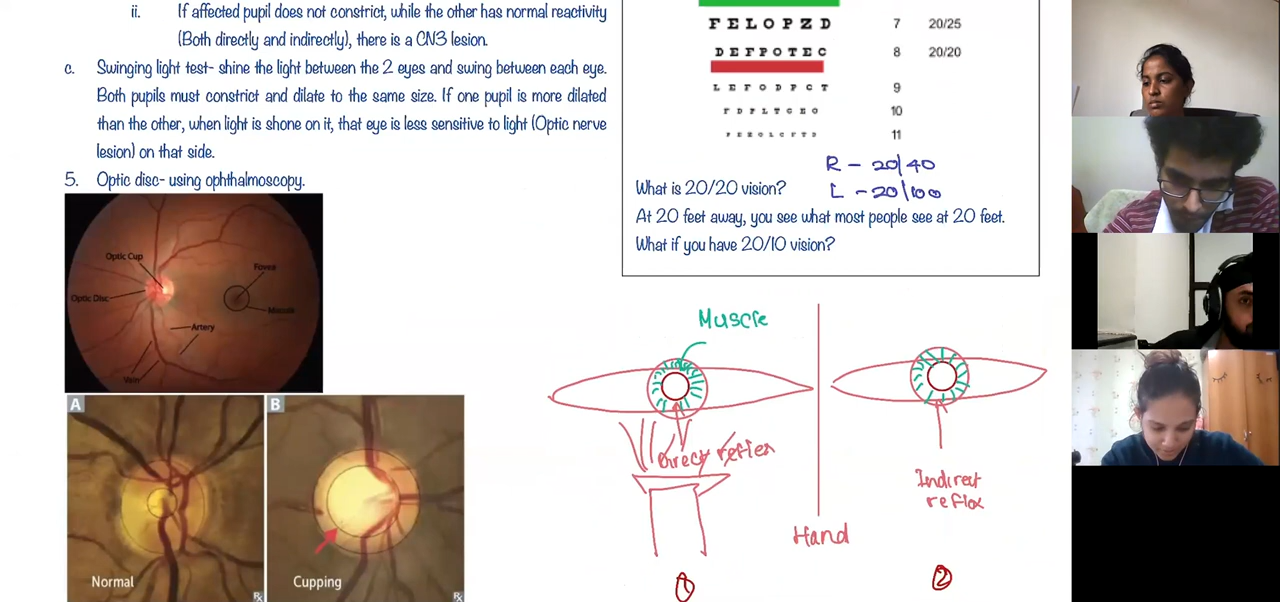 ii. If affected pupil does not constrict, while the other has normal reactivity
(Both directly and indirectly), there is a CN3 lesion.
c. Swinging light test- shine the light between the 2 eyes and swing between each eye.
Both pupils must constrict and dilate to the same size. If one pupil is more dilated
than the other, when light is shone on it, that eye is less sensitive to light (Optic nerve
lesion) on that side.
5. Optic disc- using ophthalmoscopy.
Optic Cup
Fovea
Optic Disc
Macula
Artery
Vein
A
B
Normal
Cupping
Rx
Rx
F E L O P Z D 7 20/25
D E F P O T E C 8 20/20
L E F O D P C T 9
F D P L T C E O 10
P E Z O L C F T D 11
R - 20/40
What is 20/20 vision? L - 20/100
At 20 feet away, you see what most people see at 20 feet.
What if you have 20/10 vision?
Muscle
Direct reflex
Indirect
reflex
Hand
1
2